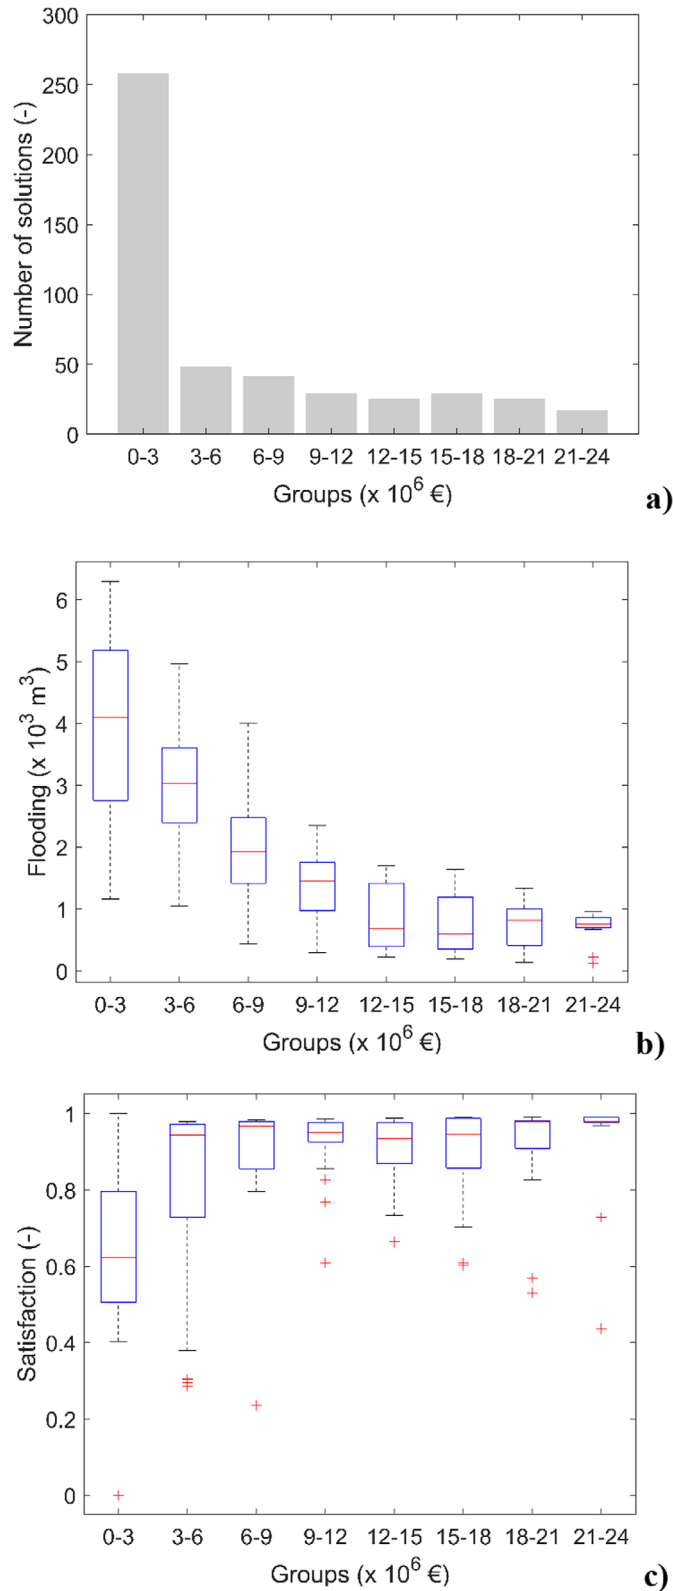 300
250
200
150
100
50
0
Number of solutions (-)
0-3 3-6 6-9 9-12 12-15 15-18 18-21 21-24
Groups (x 10⁶ €)
a)
6
5
4
3
2
1
0
Flooding (x 10³ m³)
0-3 3-6 6-9 9-12 12-15 15-18 18-21 21-24
Groups (x 10⁶ €)
b)
1
0.8
0.6
0.4
0.2
0
Satisfaction (-)
0-3 3-6 6-9 9-12 12-15 15-18 18-21 21-24
Groups (x 10⁶ €)
c)